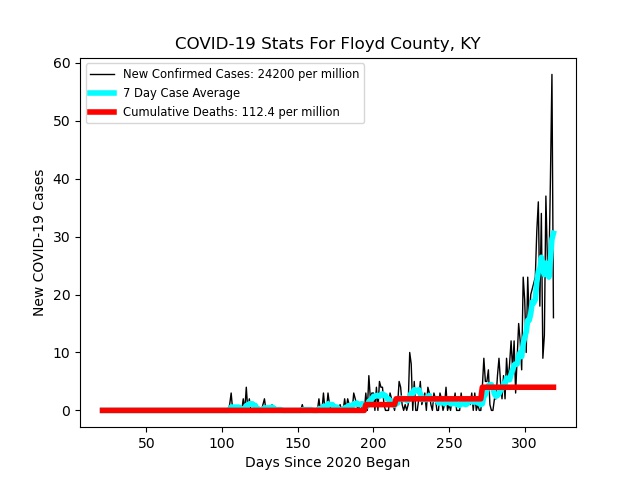 COVID-19 Stats For Floyd County, KY
New Confirmed Cases: 24200 per million
7 Day Case Average
Cumulative Deaths: 112.4 per million
New COVID-19 Cases
60
50
40
30
20
10
0
50
100
150
200
250
300
Days Since 2020 Began